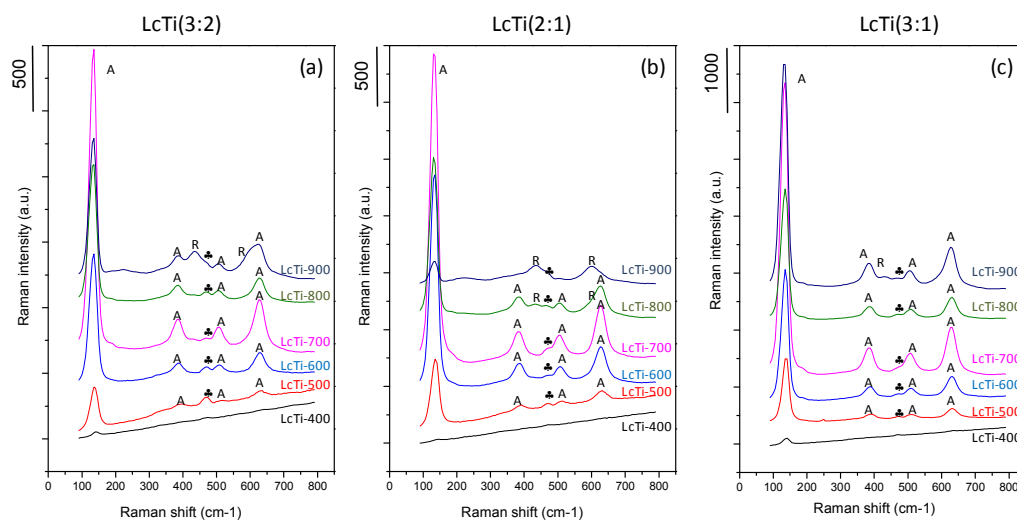 LcTi(3:2)
500
(a)
A
A
R
♣
A
R
A
LcTi-900
A
♣
A
A
LcTi-800
A
♣
A
A
LcTi-700
A
♣
A
A
LcTi-600
A
♣
A
A
LcTi-500
LcTi-400
Raman intensity (a.u.)
0 100 200 300 400 500 600 700 800
Raman shift (cm-1)
LcTi(2:1)
500
(b)
A
R
♣
R
LcTi-900
A
R
♣
A
R
A
LcTi-800
A
♣
A
A
LcTi-700
A
♣
A
A
LcTi-600
A
♣
A
A
LcTi-500
LcTi-400
Raman intensity (a.u.)
0 100 200 300 400 500 600 700 800
Raman shift (cm-1)
LcTi(3:1)
1000
(c)
A
A
R
♣
A
A
LcTi-900
A
♣
A
A
LcTi-800
A
♣
A
A
LcTi-700
A
♣
A
A
LcTi-600
A
♣
A
A
LcTi-500
LcTi-400
Raman intensity (a.u.)
0 100 200 300 400 500 600 700 800
Raman shift (cm-1)